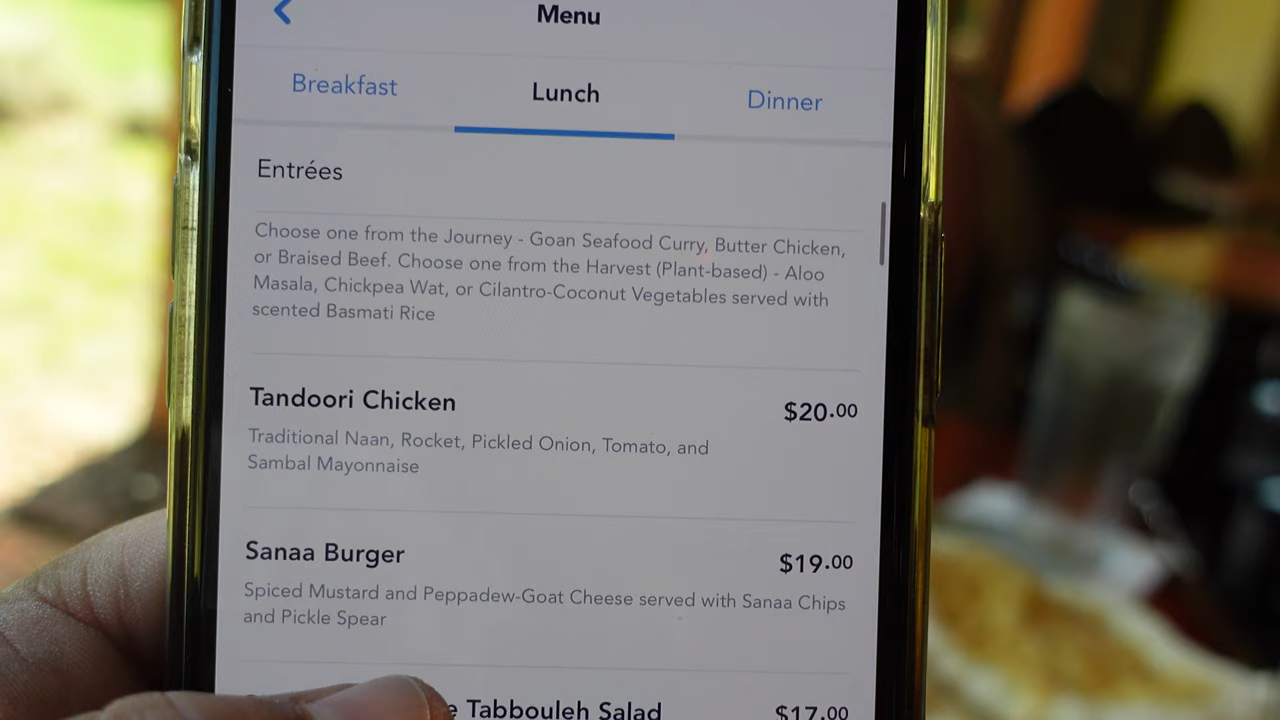 Menu
Breakfast Lunch Dinner
Entrées
Choose one from the Journey - Goan Seafood Curry, Butter Chicken,
or Braised Beef. Choose one from the Harvest (Plant-based) - Aloo
Masala, Chickpea Wat, or Cilantro-Coconut Vegetables served with
scented Basmati Rice
Tandoori Chicken $20.00
Traditional Naan, Rocket, Pickled Onion, Tomato, and
Sambal Mayonnaise
Sanaa Burger $19.00
Spiced Mustard and Peppadew-Goat Cheese served with Sanaa Chips
and Pickle Spear
Tabbouleh Salad $17.00